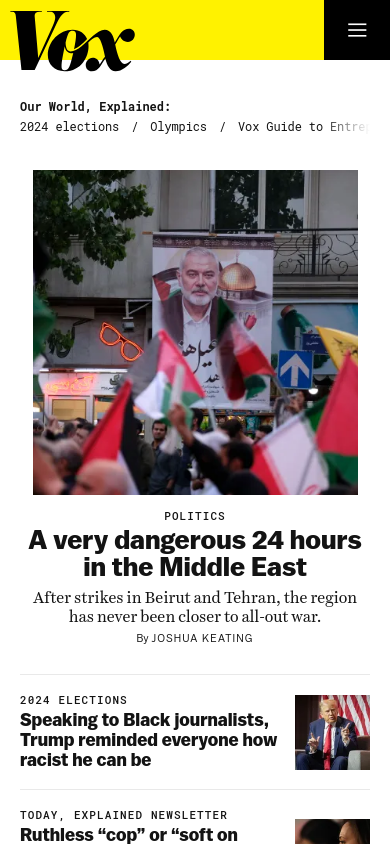 Vox
Our World, Explained:
2024 elections / Olympics / Vox Guide to
POLITICS
A very dangerous 24 hours
in the Middle East
After strikes in Beirut and Tehran, the region
has never been closer to all-out war.
By JOSHUA KEATING
2024 ELECTIONS
Speaking to Black journalists,
Trump reminded everyone how
racist he can be
TODAY, EXPLAINED NEWSLETTER
Ruthless “cop” or “soft on